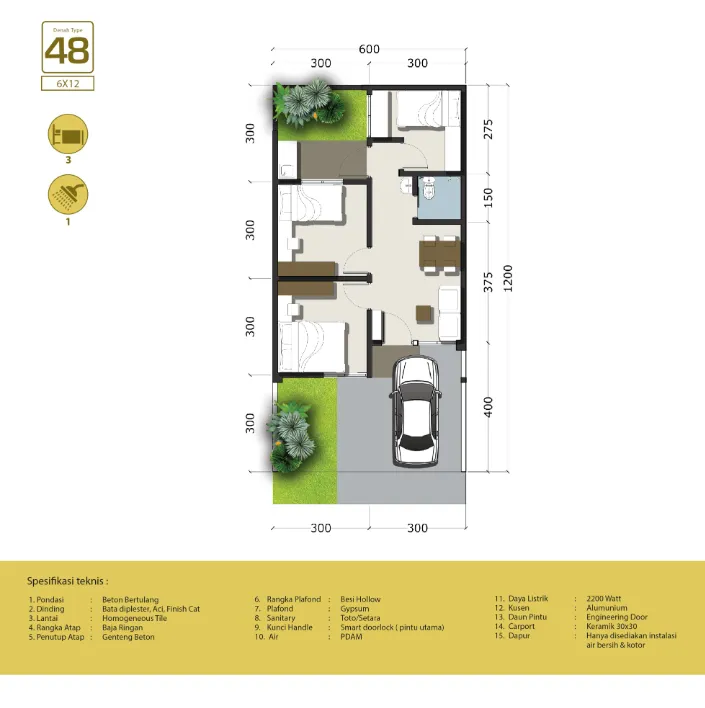 Denah Type
48
6X12
3
1
600
300 300
300
300
300
300
275
150
375
1200
400
300 300
Spesifikasi teknis :
1. Pondasi : Beton Bertulang
2. Dinding : Bata diplester, Aci, Finish Cat
3. Lantai : Homogeneous Tile
4. Rangka Atap : Baja Ringan
5. Penutup Atap : Genteng Beton
6. Rangka Plafond : Besi Hollow
7. Plafond : Gypsum
8. Sanitary : Toto/Setara
9. Kunci Handle : Smart doorlock ( pintu utama)
10. Air : PDAM
11. Daya Listrik : 2200 Watt
12. Kusen : Alumunium
13. Daun Pintu : Engineering Door
14. Carport : Keramik 30x30
15. Dapur : Hanya disediakan instalasi
air bersih & kotor